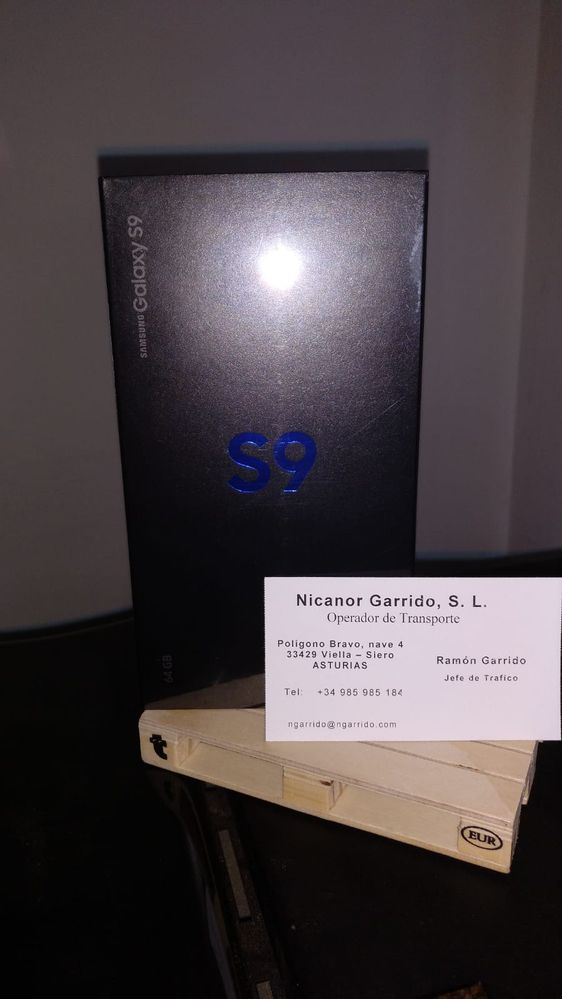 SAMSUNG Galaxy S9
S9
64 GB
Nicanor Garrido, S. L.
Operador de Transporte
Poligono Bravo, nave 4
33429 Viella – Siero
ASTURIAS
Ramón Garrido
Jefe de Trafico
Tel: +34 985 985 184
ngarrido@ngarrido.com
t
EUR